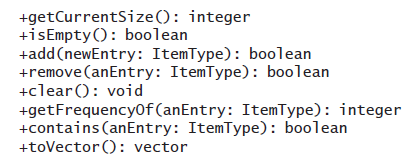 +getCurrentSize(): integer
+isEmpty(): boolean
+add(newEntry: ItemType): boolean
+remove(anEntry: ItemType): boolean
+clear(): void
+getFrequencyOf(anEntry: ItemType): integer
+contains(anEntry: ItemType): boolean
+toVector(): vector